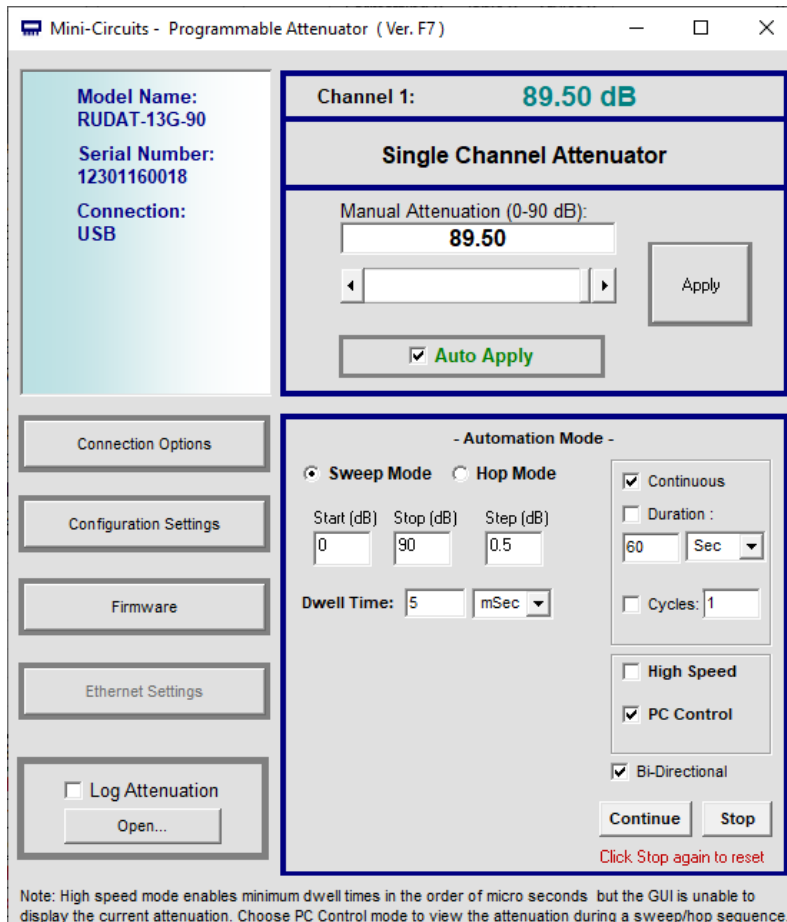 Mini-Circuits - Programmable Attenuator ( Ver. F7 )
Model Name:
RUDAT-13G-90
Serial Number:
12301160018
Connection:
USB
Channel 1:
89.50 dB
Single Channel Attenuator
Manual Attenuation (0-90 dB):
89.50
Apply
Auto Apply
Connection Options
Configuration Settings
Firmware
Ethernet Settings
Log Attenuation
Open...
- Automation Mode -
Sweep Mode Hop Mode
Start (dB) Stop (dB) Step (dB)
0 90 0.5
Dwell Time: 5 mSec
Continuous
Duration :
60 Sec
Cycles: 1
High Speed
PC Control
Bi-Directional
Continue Stop
Click Stop again to reset
Note: High speed mode enables minimum dwell times in the order of micro seconds but the GUI is unable to
display the current attenuation. Choose PC Control mode to view the attenuation during a sweep/hop sequence